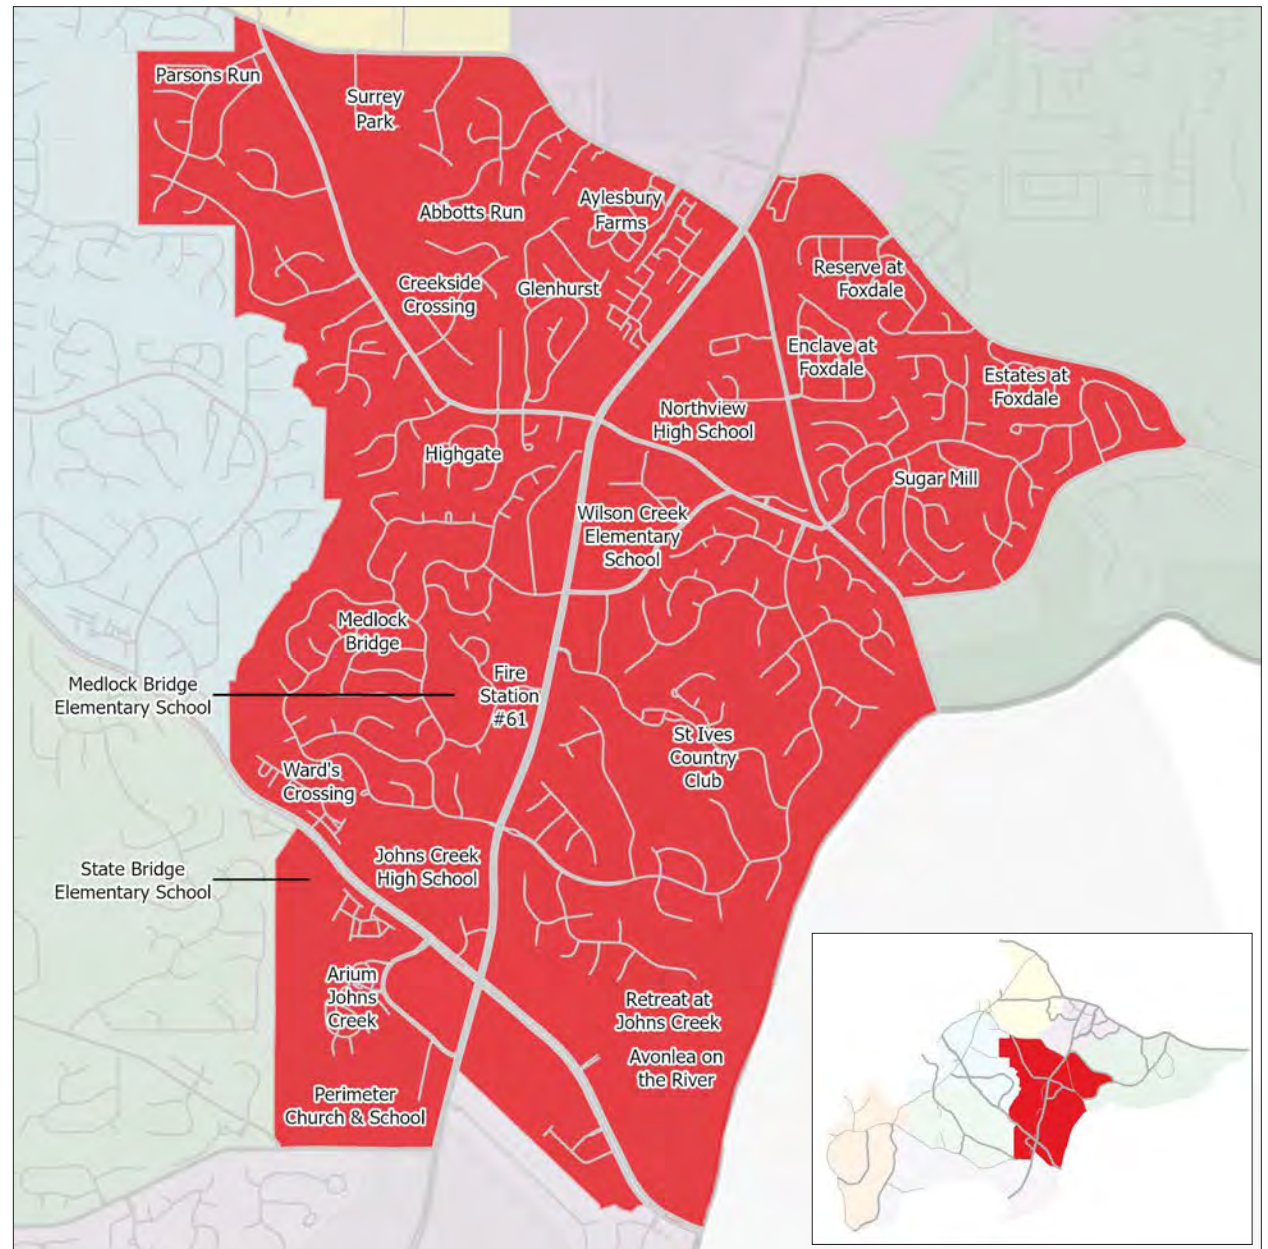 Parsons Run
Surrey
Park
Aylesbury
Farms
Abbotts Run
Reserve at
Foxdale
Creekside
Crossing
Glenhurst
Enclave at
Foxdale
Estates at
Foxdale
Northview
High School
Highgate
Sugar Mill
Wilson Creek
Elementary
School
Medlock
Bridge
Fire
Station
#61
Medlock Bridge
Elementary School
St Ives
Country
Club
Ward's
Crossing
Johns Creek
High School
State Bridge
Elementary School
Arium
Johns
Creek
Retreat at
Johns Creek
Avonlea on
the River
Perimeter
Church & School